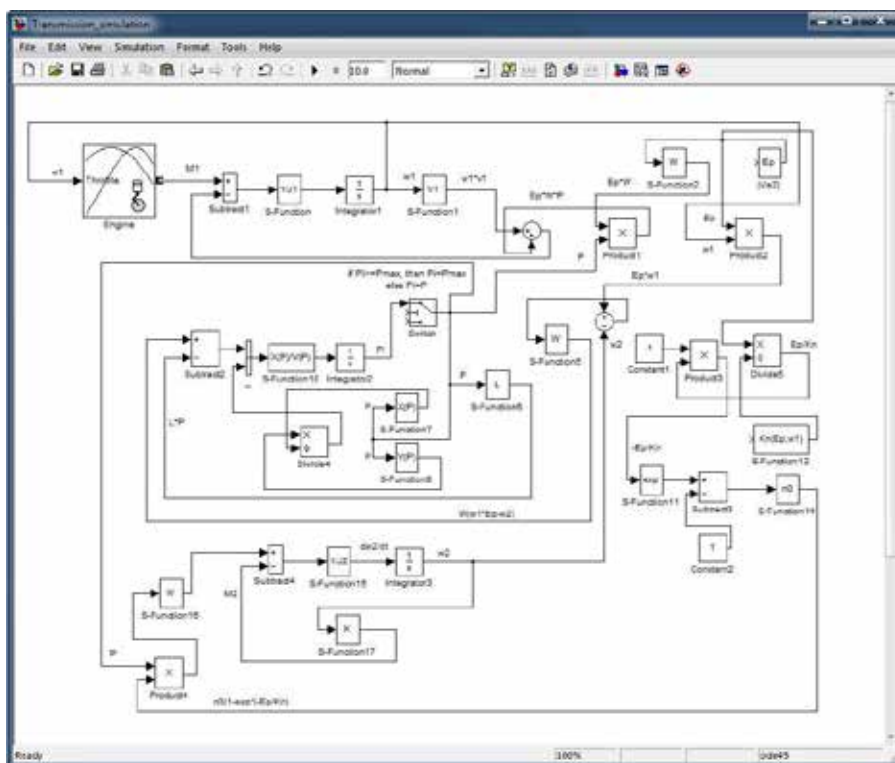 Transmission_simulation
File Edit View Simulation Format Tools Help
10.0
Normal
w1
Throttle
Engine
M1
Subtract1
S-Function
1
s
Integrator1
w1
S-Function1
w1*V1
Ep*W*P
Ep*W
W
S-Function2
Ep
P
X
Product1
Ep
w1
X
Product2
Ep*w1
if Pi>=Pmax, then Pi=Pmax
else Pi=P
Switch
Subtract2
X(P)/V(P)
1
s
Integrator2
Pi
W
S-Function5
w2
1
Constant1
X
Product3
X
Divide5
Ep/Kn
P
L
S-Function6
L*P
P
X(P)
S-Function7
X
Divide4
P
V(P)
S-Function8
Kn(Ep,w1)
S-Function12
-Ep/Kn
S-Function11
Subtract3
n0
S-Function14
1
Constant2
W
S-Function16
Subtract4
M2
S-Function15
dw2/dt
1
s
Integrator3
w2
K
S-Function17
X
Product4
Ready
100%
ode45